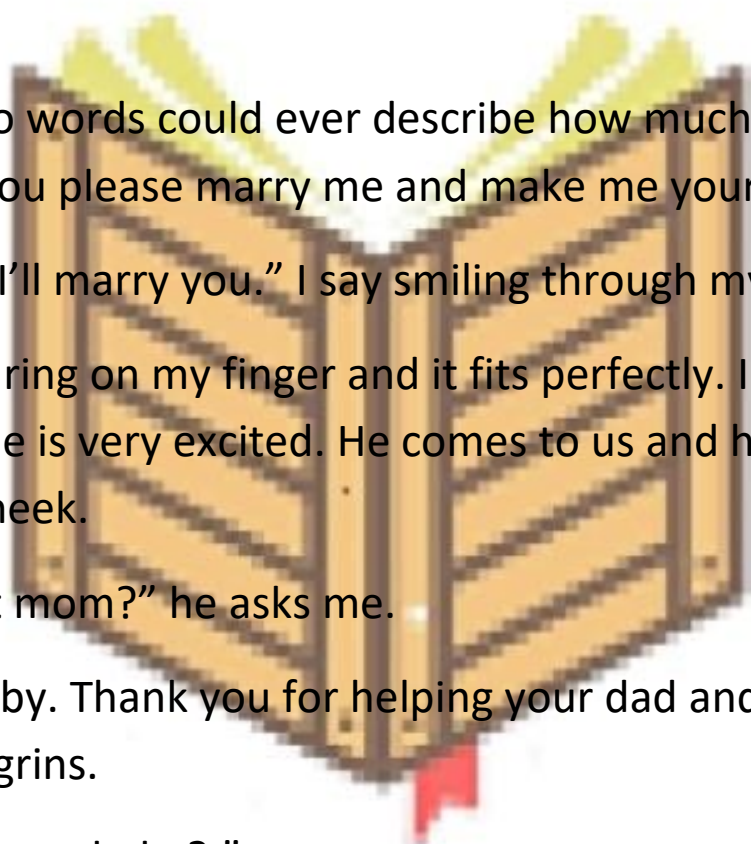 words could ever describe how much
ou please marry me and make me your
I'll marry you.” I say smiling through my
ring on my finger and it fits perfectly. I
e is very excited. He comes to us and h
heek.
mom?” he asks me.
by. Thank you for helping your dad and
grins.